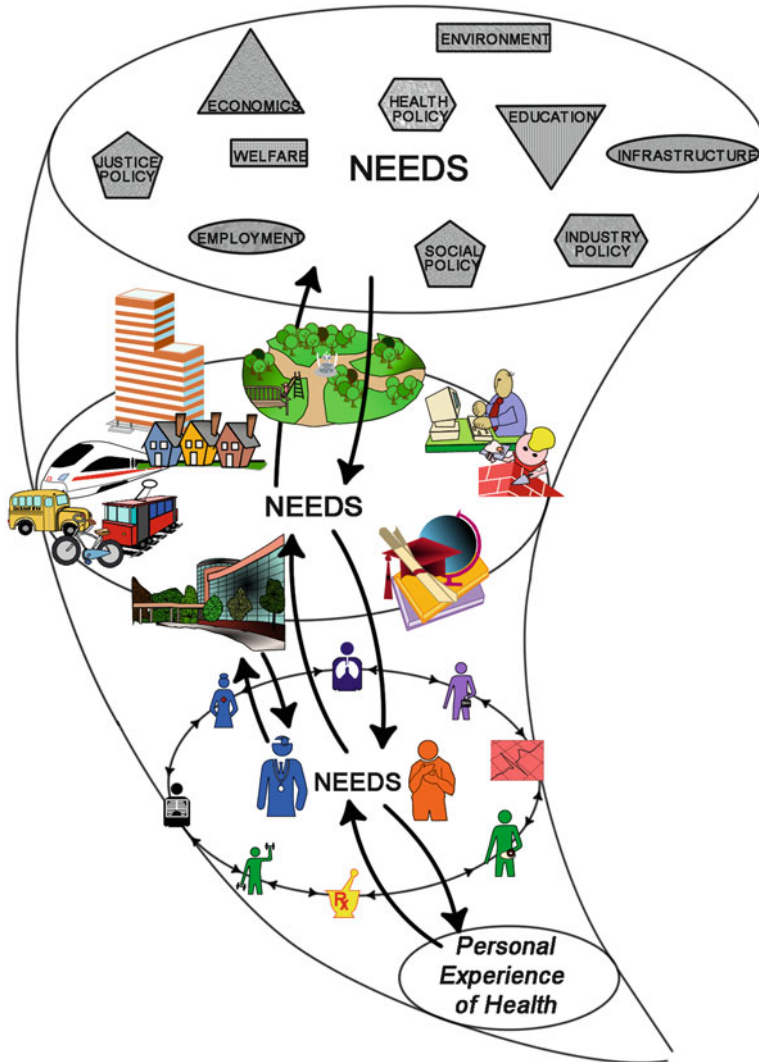 ENVIRONMENT
ECONOMICS
HEALTH
POLICY
EDUCATION
JUSTICE
POLICY
WELFARE
NEEDS
INFRASTRUCTURE
EMPLOYMENT
SOCIAL
POLICY
INDUSTRY
POLICY
NEEDS
NEEDS
Rx
Personal
Experience
of Health